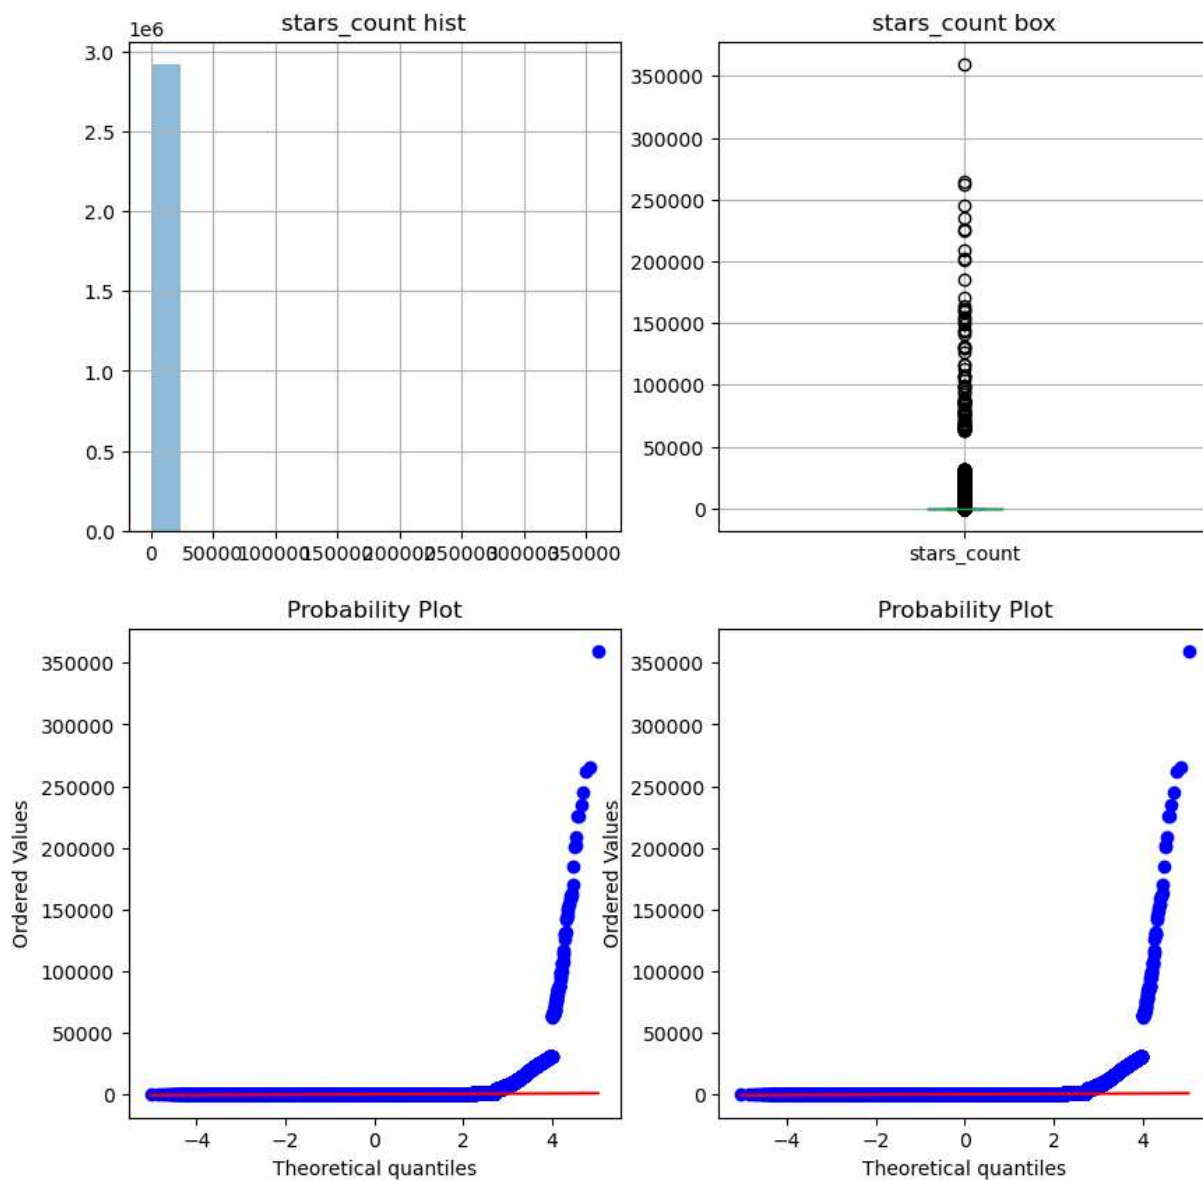 stars_count hist
1e6
3.0
2.5
2.0
1.5
1.0
0.5
0.0
0 50000 100000 150000 200000 250000 300000 350000
stars_count box
350000
300000
250000
200000
150000
100000
50000
0
stars_count
Probability Plot
Ordered Values
350000
300000
250000
200000
150000
100000
50000
0
−4 −2 0 2 4
Theoretical quantiles
Probability Plot
Ordered Values
350000
300000
250000
200000
150000
100000
50000
0
−4 −2 0 2 4
Theoretical quantiles